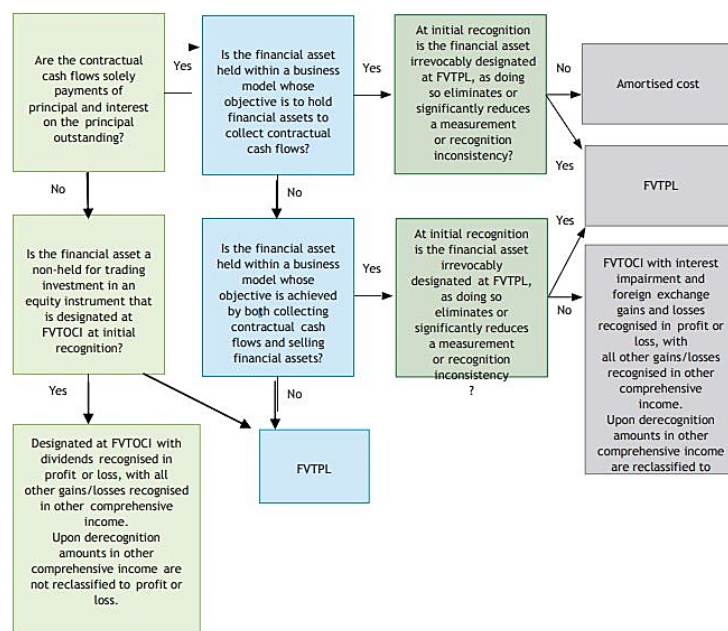 Are the contractual
cash flows solely
payments of
principal and interest
on the principal
outstanding?
Yes
Is the financial asset
held within a business
model whose
objective is to hold
financial assets to
collect contractual
cash flows?
Yes
At initial recognition
is the financial asset
irrevocably designated
at FVTPL, as doing
so eliminates or
significantly reduces
a measurement
or recognition
inconsistency?
No
Amortised cost
Yes
FVTPL
No
No
Is the financial asset a
non-held for trading
investment in an
equity instrument that
is designated at
FVTOCI at initial
recognition?
Is the financial asset
held within a business
model whose
objective is achieved
by both collecting
contractual cash
flows and selling
financial assets?
Yes
At initial recognition
is the financial asset
irrevocably
designated at FVTPL,
as doing so
eliminates or
significantly reduces
a measurement
or recognition
inconsistency
?
Yes
No
FVTOCI with interest
impairment and
foreign exchange
gains and losses
recognised in profit or
loss, with
all other gains/losses
recognised in other
comprehensive
income.
Upon derecognition
amounts in other
comprehensive income
are reclassified to
Yes
No
Designated at FVTOCI with
dividends recognised in
profit or loss, with all
other gains/losses recognised
in other comprehensive
income.
Upon derecognition
amounts in other
comprehensive income are
not reclassified to profit or
loss.
FVTPL